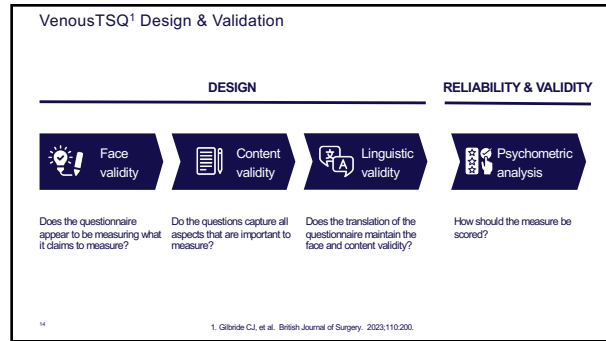 VenousTSQ¹ Design & Validation
DESIGN
RELIABILITY & VALIDITY
Face
validity
Content
validity
Linguistic
validity
Psychometric
analysis
Does the questionnaire
appear to be measuring what
it claims to measure?
Do the questions capture all
aspects that are important to
measure?
Does the translation of the
questionnaire maintain the
face and content validity?
How should the measure be
scored?
14
1. Gilbride CJ, et al. British Journal of Surgery. 2023;110:200.